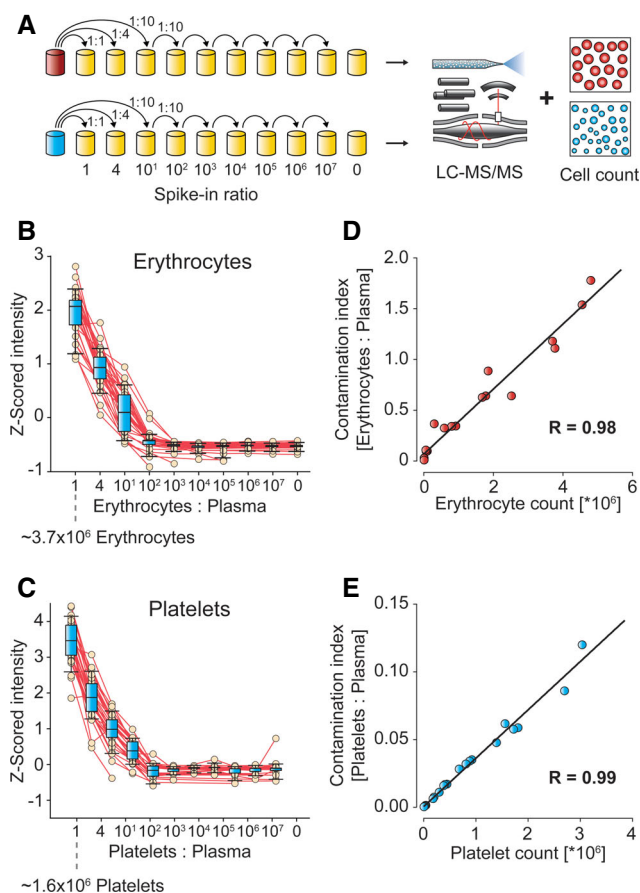 A
1:1 1:4 1:10 1:10
1:1 1:4 1:10 1:10
1 4 10¹ 10² 10³ 10⁴ 10⁵ 10⁶ 10⁷ 0
Spike-in ratio
LC-MS/MS
+
Cell count
B
Erythrocytes
Z-Scored intensity
3
2
1
0
-1
1 4 10¹ 10² 10³ 10⁴ 10⁵ 10⁶ 10⁷ 0
Erythrocytes : Plasma
~3.7x10⁶ Erythrocytes
D
Contamination index
[Erythrocytes : Plasma]
2.0
1.5
1.0
0.5
0
R = 0.98
0 2 4 6
Erythrocyte count [*10⁶]
C
Platelets
Z-Scored intensity
4
3
2
1
0
-1
1 4 10¹ 10² 10³ 10⁴ 10⁵ 10⁶ 10⁷ 0
Platelets : Plasma
~1.6x10⁶ Platelets
E
Contamination index
[Platelets : Plasma]
0.15
0.10
0.05
0.00
R = 0.99
0 1 2 3 4
Platelet count [*10⁶]